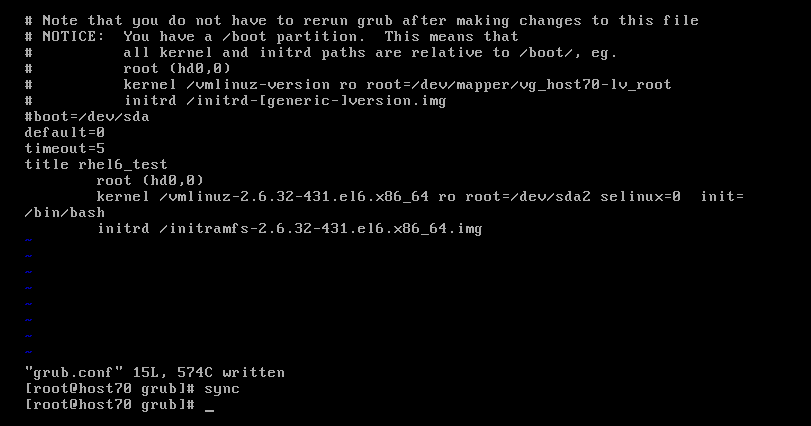 # Note that you do not have to rerun grub after making changes to this file
# NOTICE:  You have a /boot partition.  This means that
#          all kernel and initrd paths are relative to /boot/, eg.
#          root (hd0,0)
#          kernel /vmlinuz-version ro root=/dev/mapper/vg_host70-lv_root
#          initrd /initrd-[generic-]version.img
#boot=/dev/sda
default=0
timeout=5
title rhel6_test
        root (hd0,0)
        kernel /vmlinuz-2.6.32-431.el6.x86_64 ro root=/dev/sda2 selinux=0  init=
/bin/bash
        initrd /initramfs-2.6.32-431.el6.x86_64.img
~
~
~
~
~
~
~
~
"grub.conf" 15L, 574C written
[root@host70 grub]# sync
[root@host70 grub]# _